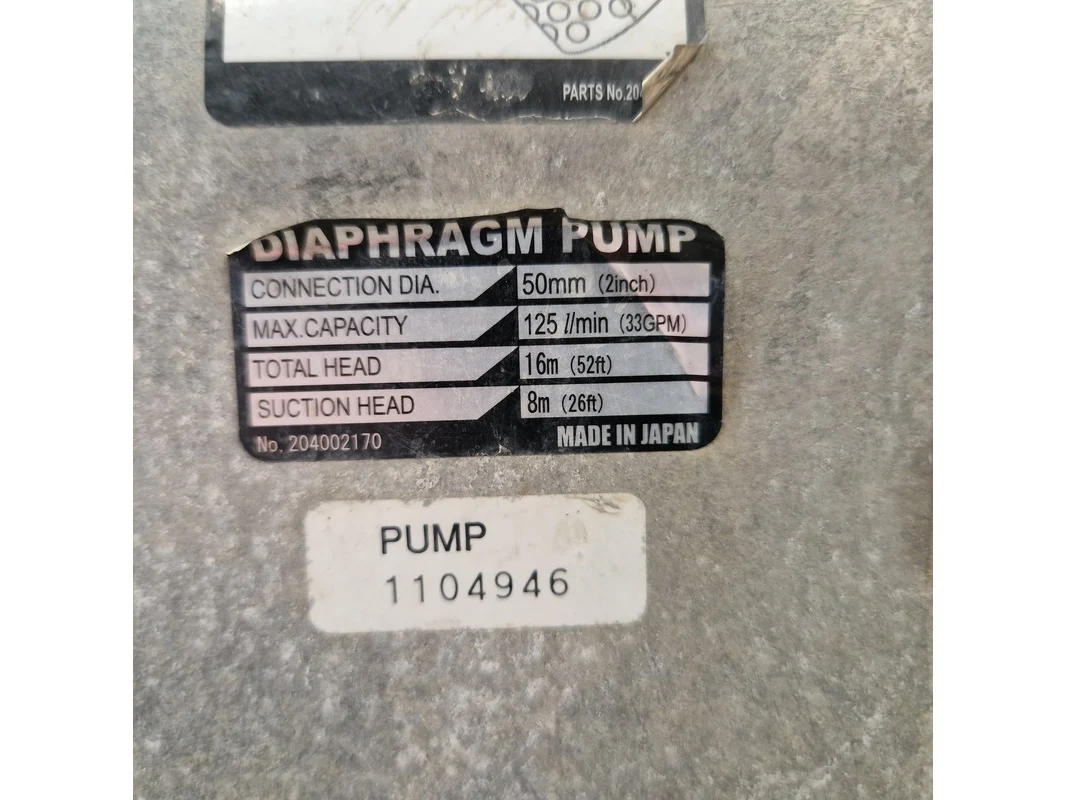 PARTS No.20
DIAPHRAGM PUMP
CONNECTION DIA. 50mm (2inch)
MAX.CAPACITY 125 l/min (33GPM)
TOTAL HEAD 16m (52ft)
SUCTION HEAD 8m (26ft)
No. 204002170 MADE IN JAPAN
PUMP
1104946